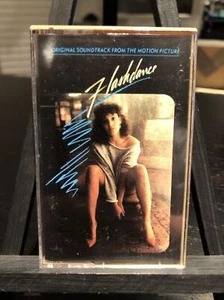 ORIGINAL SOUNDTRACK FROM THE MOTION PICTURE
Flashdance